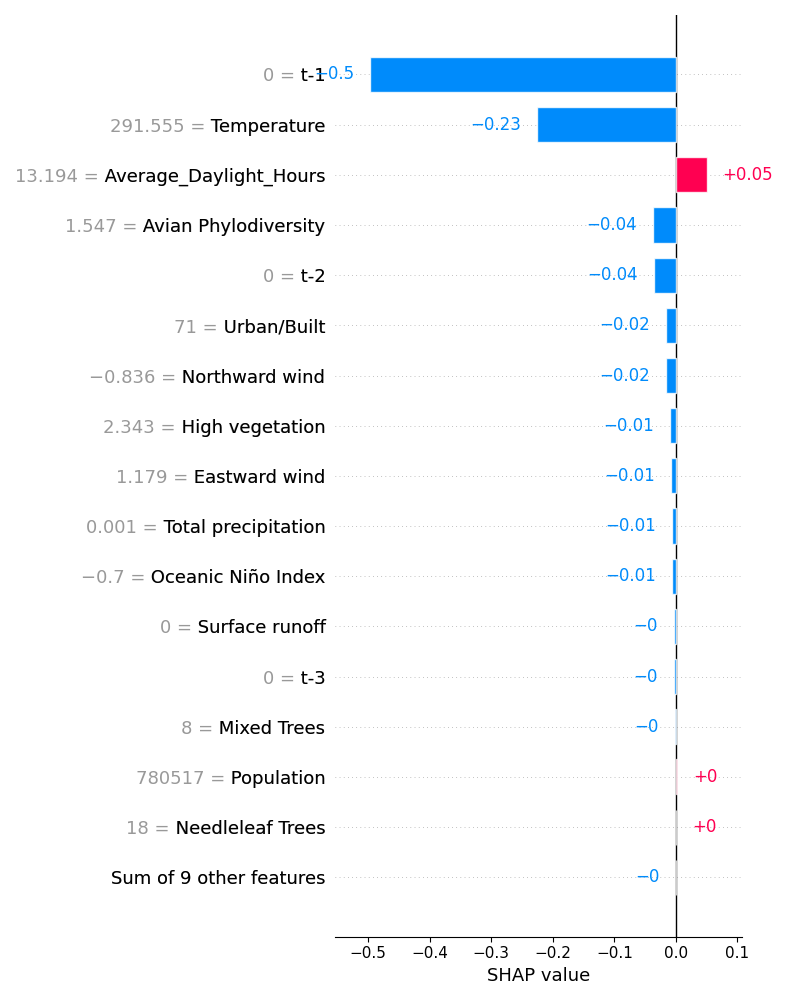 0 = t-1 −0.5
291.555 = Temperature −0.23
13.194 = Average_Daylight_Hours +0.05
1.547 = Avian Phylodiversity −0.04
0 = t-2 −0.04
71 = Urban/Built −0.02
−0.836 = Northward wind −0.02
2.343 = High vegetation −0.01
1.179 = Eastward wind −0.01
0.001 = Total precipitation −0.01
−0.7 = Oceanic Niño Index −0.01
0 = Surface runoff −0
0 = t-3 −0
8 = Mixed Trees −0
780517 = Population +0
18 = Needleleaf Trees +0
Sum of 9 other features −0
−0.5 −0.4 −0.3 −0.2 −0.1 0.0 0.1
SHAP value